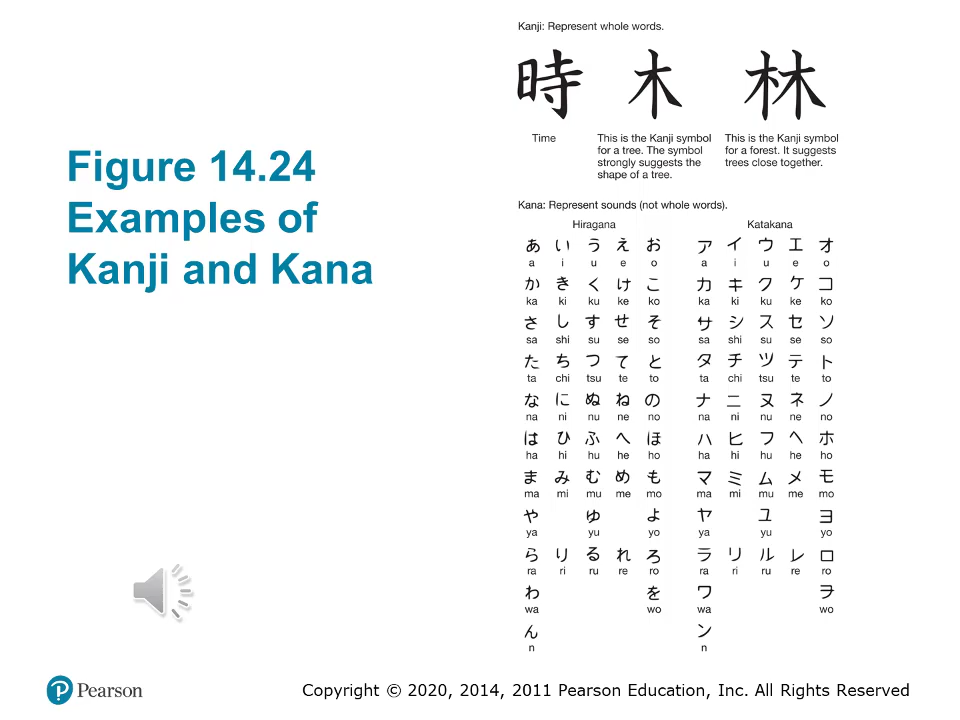 Figure 14.24
Examples of
Kanji and Kana
Kanji: Represent whole words.
時 木 林
Time
This is the Kanji symbol
for a tree. The symbol
strongly suggests the
shape of a tree.
This is the Kanji symbol
for a forest. It suggests
trees close together.
Kana: Represent sounds (not whole words).
Hiragana Katakana
あ い う え お ア イ ウ エ オ
a i u e o a i u e o
か き く け こ カ キ ク ケ コ
ka ki ku ke ko ka ki ku ke ko
さ し す せ そ サ シ ス セ ソ
sa shi su se so sa shi su se so
た ち つ て と タ チ ツ テ ト
ta chi tsu te to ta chi tsu te to
な に ぬ ね の ナ ニ ヌ ネ ノ
na ni nu ne no na ni nu ne no
は ひ ふ へ ほ ハ ヒ フ ヘ ホ
ha hi hu he ho ha hi hu he ho
ま み む め も マ ミ ム メ モ
ma mi mu me mo ma mi mu me mo
や ゆ よ ヤ ユ ヨ
ya yu yo ya yu yo
ら り る れ ろ ラ リ ル レ ロ
ra ri ru re ro ra ri ru re ro
わ を ワ ヲ
wa wo wa wo
ん ン
n n
P Pearson
Copyright © 2020, 2014, 2011 Pearson Education, Inc. All Rights Reserved